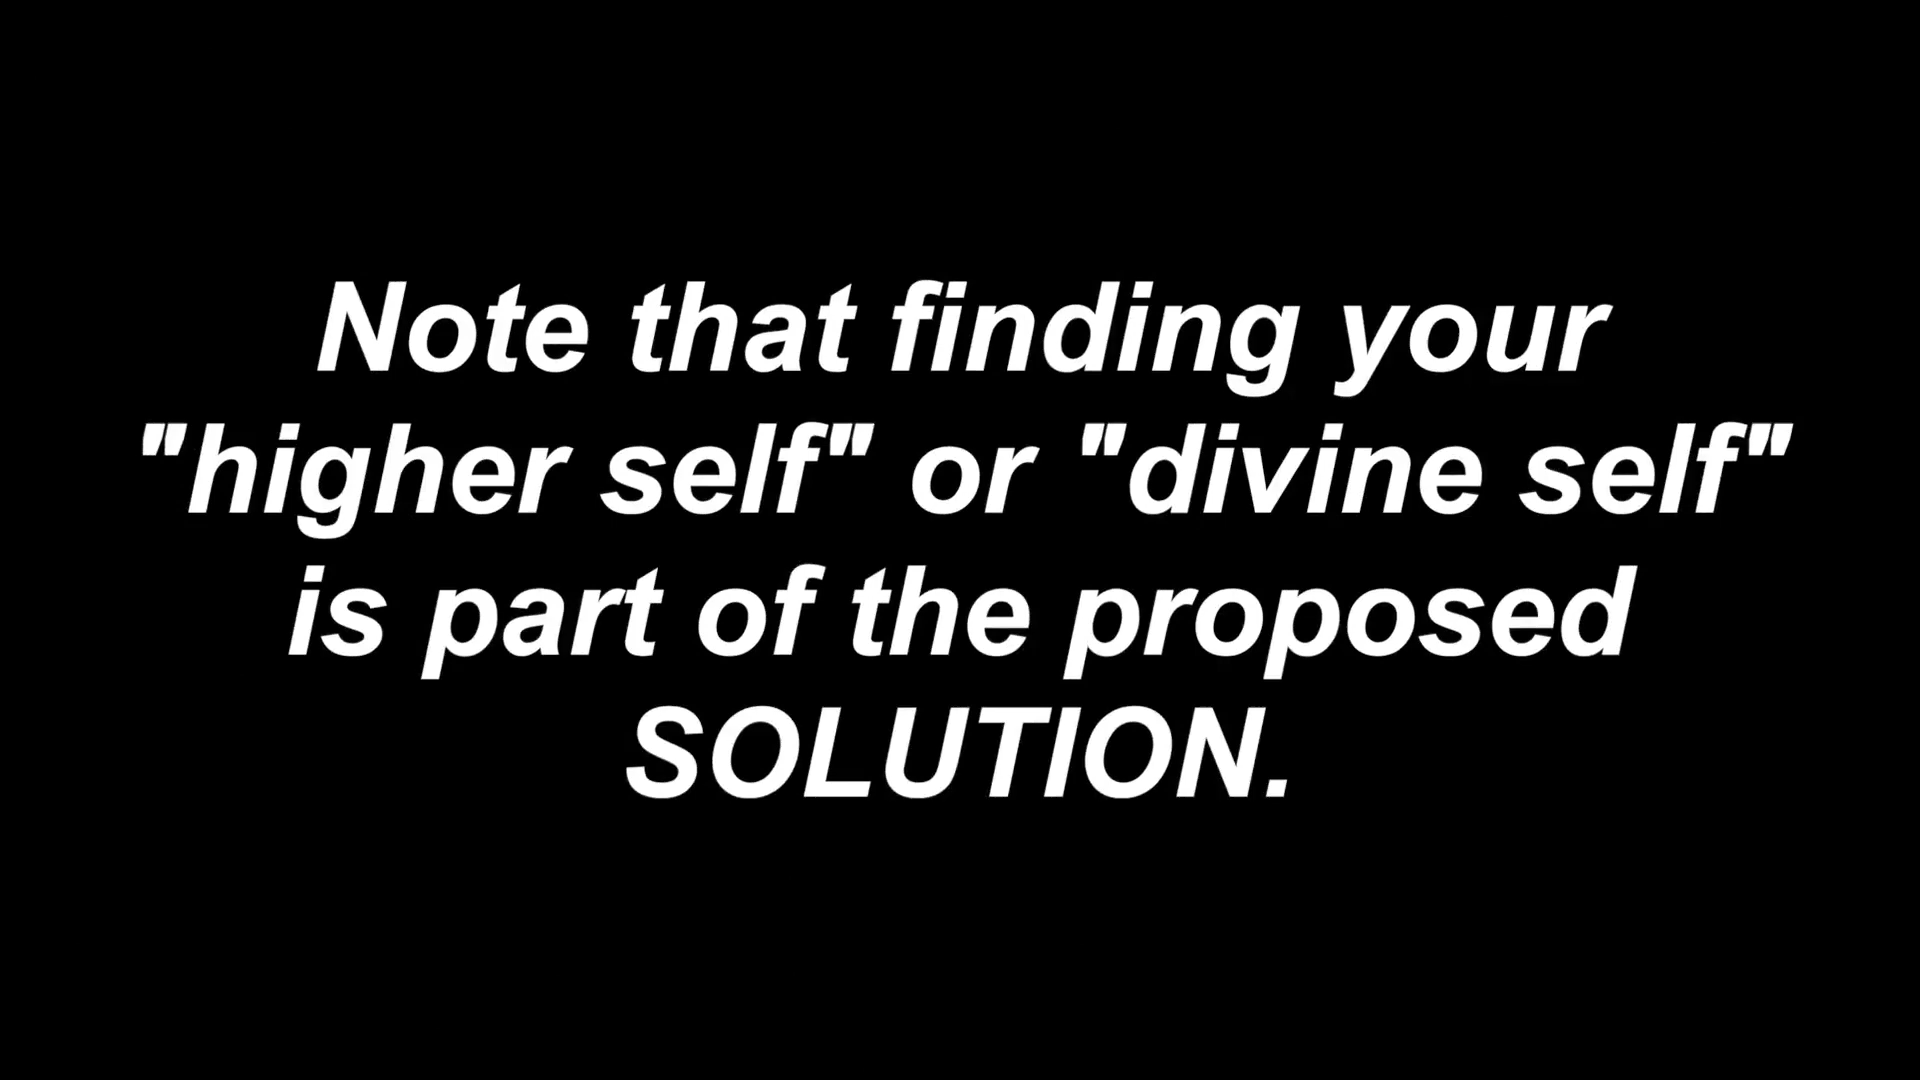 Note that finding your
"higher self" or "divine self"
is part of the proposed
SOLUTION.